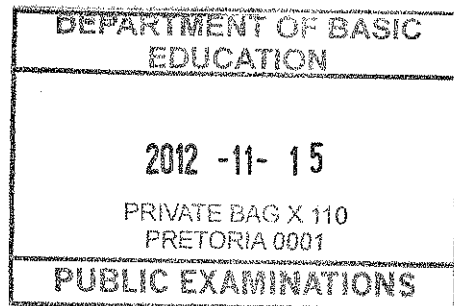 DEPARTMENT OF BASIC
EDUCATION
2012 -11- 15
PRIVATE BAG X 110
PRETORIA 0001
PUBLIC EXAMINATIONS